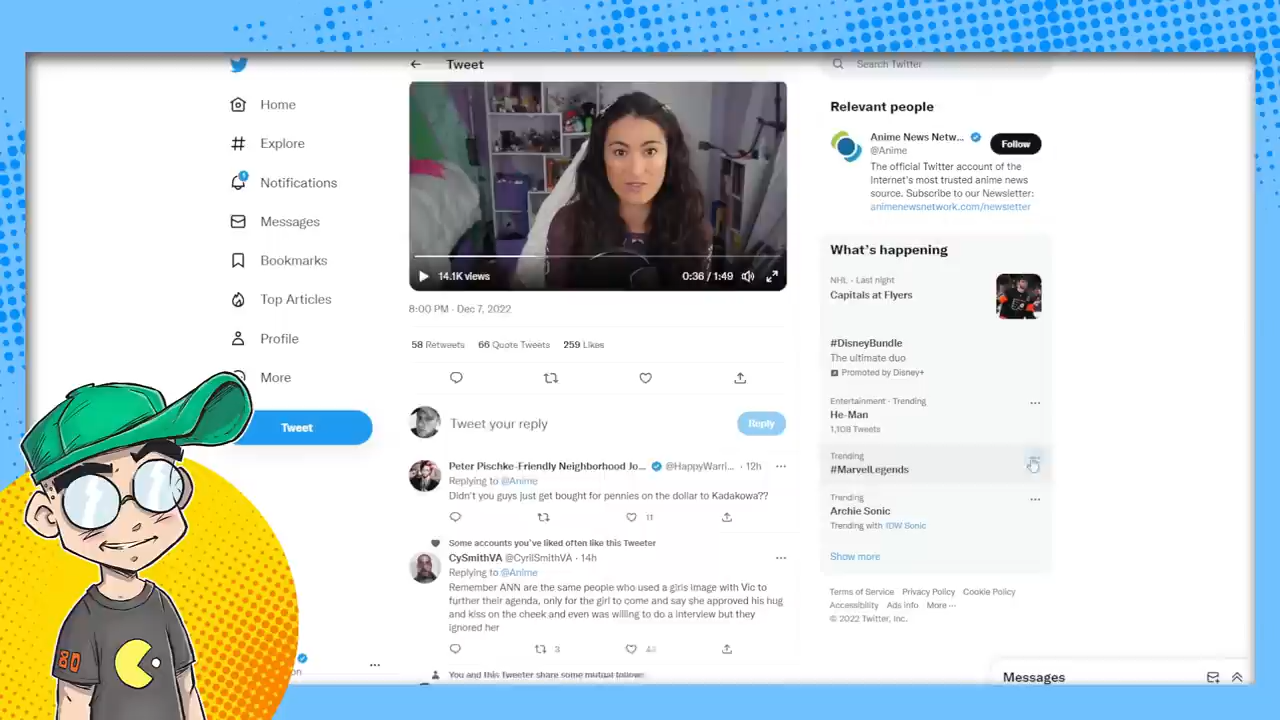 Home
Explore
Notifications
Messages
Bookmarks
Top Articles
Profile
More
Tweet
Tweet
14.1K views
0:36 / 1:49
8:00 PM · Dec 7, 2022
58 Retweets 66 Quote Tweets 259 Likes
Tweet your reply
Reply
Peter Pischke-Friendly Neighborhood Jo... @HappyWarri... · 12h
Replying to @Anime
Didn't you guys just get bought for pennies on the dollar to Kadakowa??
11
Some accounts you've liked often like this Tweeter
CySmithVA @CyrilSmithVA · 14h
Replying to @Anime
Remember ANN are the same people who used a girls image with Vic to
further their agenda, only for the girl to come and say she approved his hug
and kiss on the cheek and even was willing to do a interview but they
ignored her
3
You and this Tweeter share some mutual follows
Search Twitter
Relevant people
Anime News Netw...
@Anime
Follow
The official Twitter account of the
Internet's most trusted anime news
source. Subscribe to our Newsletter:
animenewsnetwork.com/newsletter
What's happening
NHL · Last night
Capitals at Flyers
#DisneyBundle
The ultimate duo
Promoted by Disney+
Entertainment · Trending
He-Man
1,108 Tweets
Trending
#MarvelLegends
Trending
Archie Sonic
Trending with IDW Sonic
Show more
Terms of Service Privacy Policy Cookie Policy
Accessibility Ads info More ···
© 2022 Twitter, Inc.
Messages